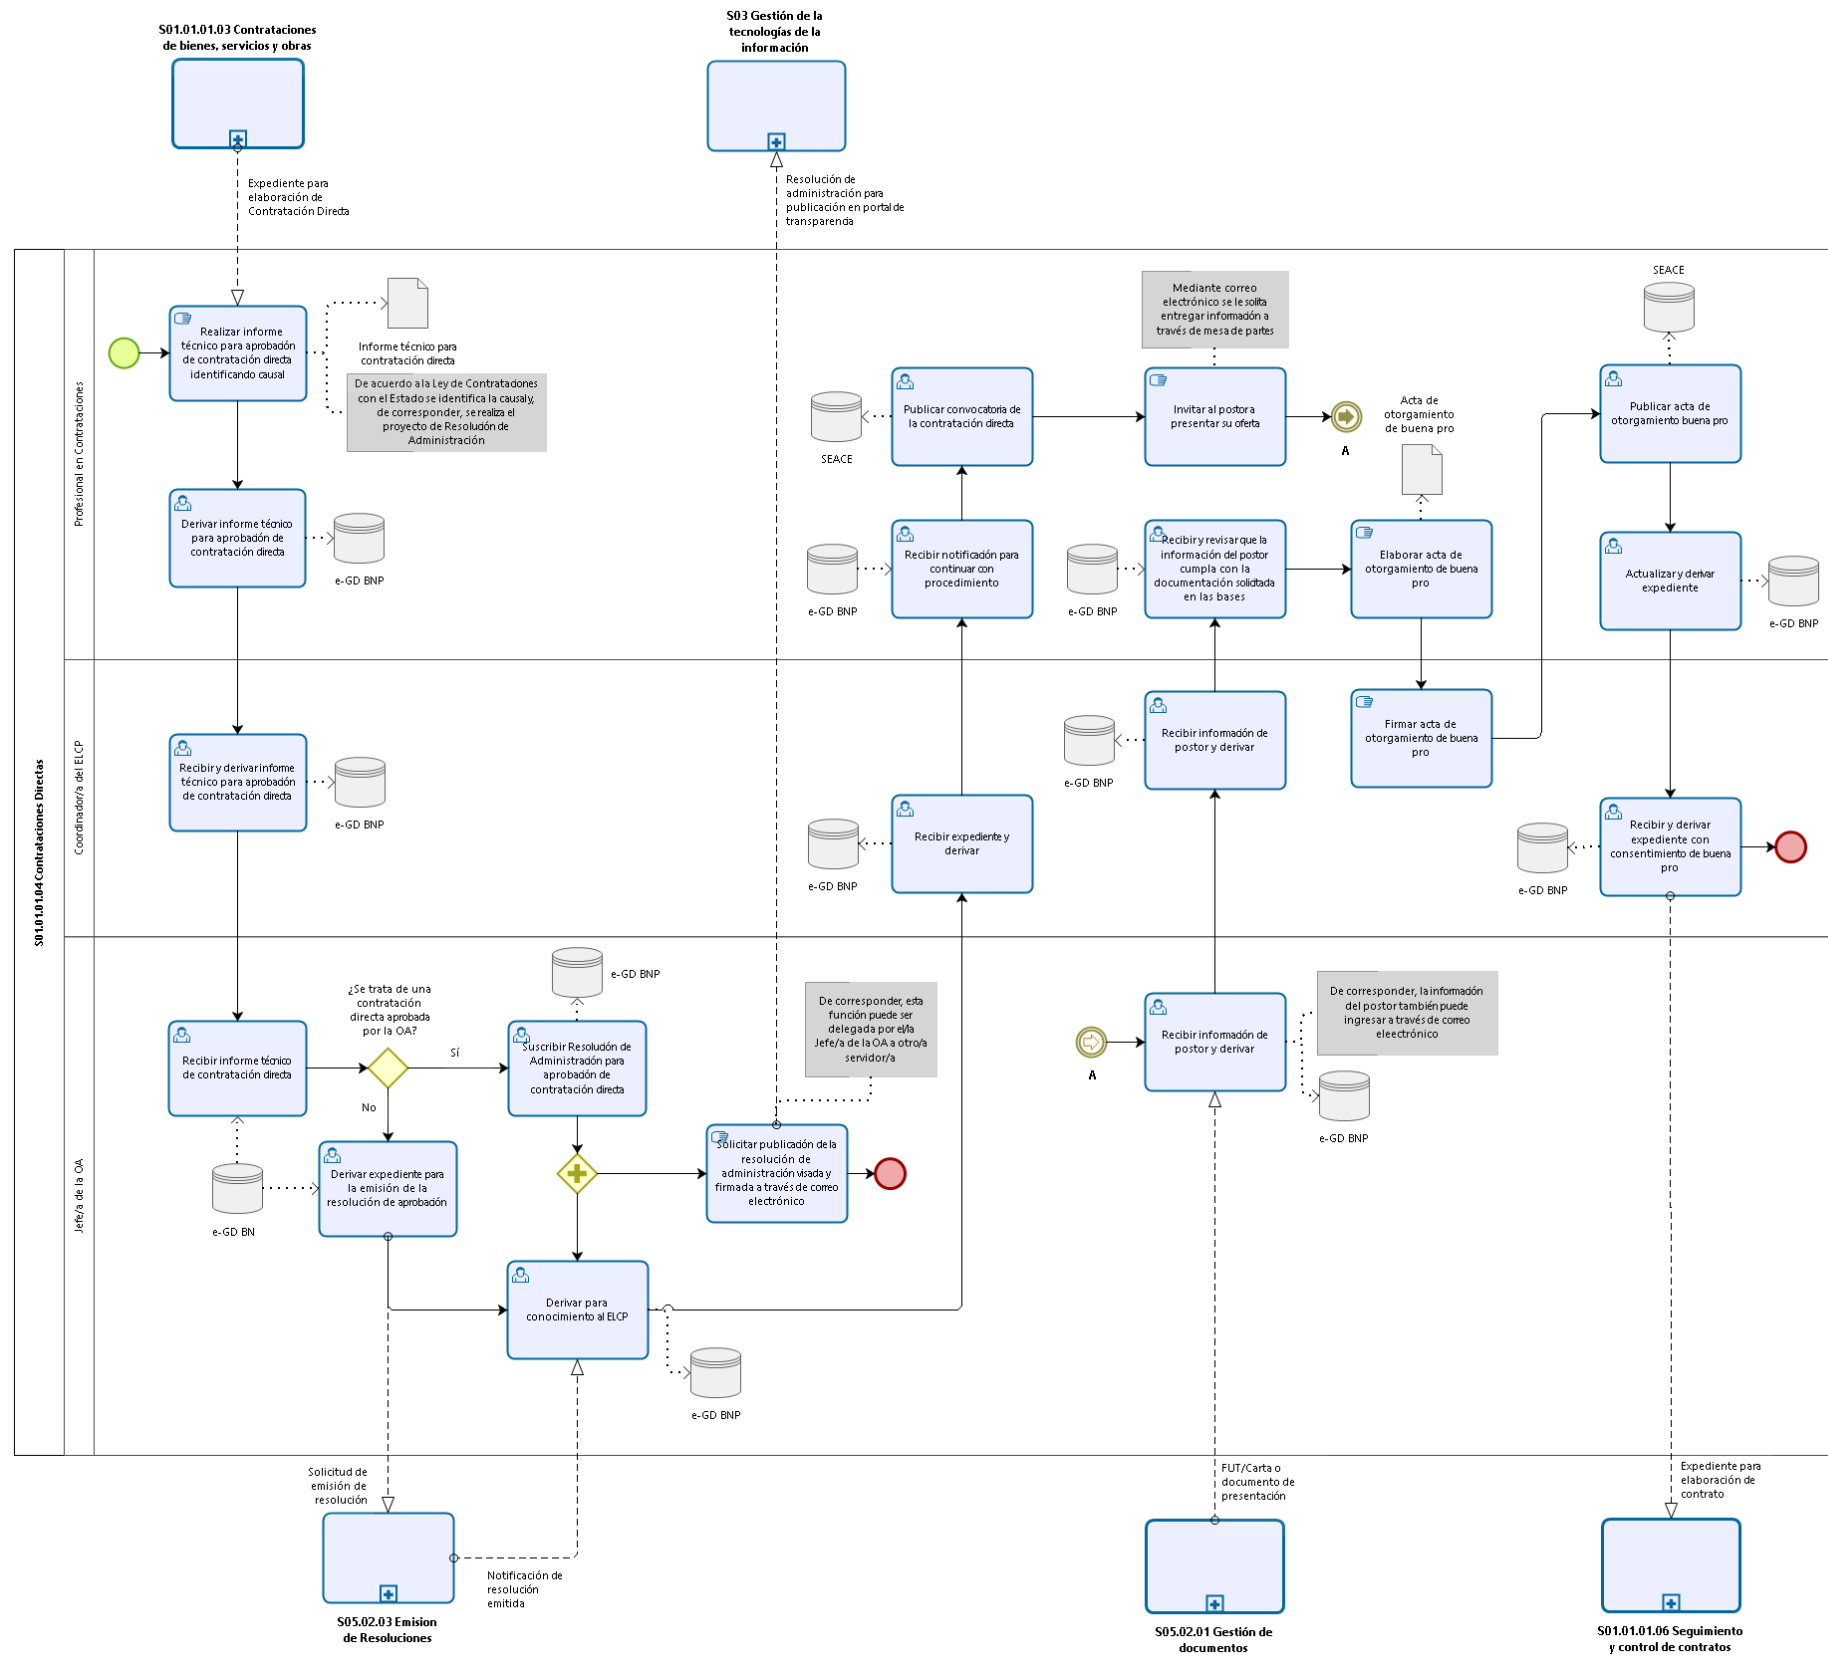 S01.01.01.03 Contrataciones
de bienes, servicios y obras
S03 Gestión de la
tecnologías de la
información
Expediente para
elaboración de
Contratación Directa
Resolución de
administración para
publicación en portal de
transparencia
S01.01.01.04 Contrataciones Directas
Profesional en Contrataciones
Realizar informe
técnico para aprobación
de contratación directa
identificando causal
Informe técnico para
contratación directa
De acuerdo a la Ley de Contrataciones
con el Estado se identifica la causal y,
de corresponder, se realiza el
proyecto de Resolución de
Administración
Derivar informe técnico
para aprobación de
contratación directa
e-GD BNP
SEACE
Publicar convocatoria de
la contratación directa
Mediante correo
electrónico se le solita
entregar información a
través de mesa de partes
Invitar al postor a
presentar su oferta
A
Recibir notificación para
continuar con
procedimiento
e-GD BNP
Recibir y revisar que la
información del postor
cumpla con la
documentación solicitada
en las bases
e-GD BNP
Acta de
otorgamiento
de buena pro
Elaborar acta de
otorgamiento de buena
pro
SEACE
Publicar acta de
otorgamiento buena pro
Actualizar y derivar
expediente
e-GD BNP
Coordinador/a del ELCP
Recibir y derivar informe
técnico para aprobación
de contratación directa
e-GD BNP
Recibir expediente y
derivar
e-GD BNP
Recibir información de
postor y derivar
e-GD BNP
Firmar acta de
otorgamiento de buena
pro
Recibir y derivar
expediente con
consentimiento de buena
pro
e-GD BNP
Jefe/a de la OA
Recibir informe técnico
de contratación directa
e-GD BN
¿Se trata de una
contratación
directa aprobada
por la OA?
Sí
No
Derivar expediente para
la emisión de la
resolución de aprobación
e-GD BNP
Suscribir Resolución de
Administración para
aprobación de
contratación directa
De corresponder, esta
función puede ser
delegada por el/la
Jefe/a de la OA a otro/a
servidor/a
Solicitar publicación de la
resolución de
administración visada y
firmada a través de correo
electrónico
Derivar para
conocimiento al ELCP
e-GD BNP
A
Recibir información de
postor y derivar
De corresponder, la información
del postor también puede
ingresar a través de correo
eleectrónico
e-GD BNP
Solicitud de
emisión de
resolución
Notificación de
resolución
emitida
S05.02.03 Emision
de Resoluciones
FUT/Carta o
documento de
presentación
S05.02.01 Gestión de
documentos
Expediente para
elaboración de
contrato
S01.01.01.06 Seguimiento
y control de contratos